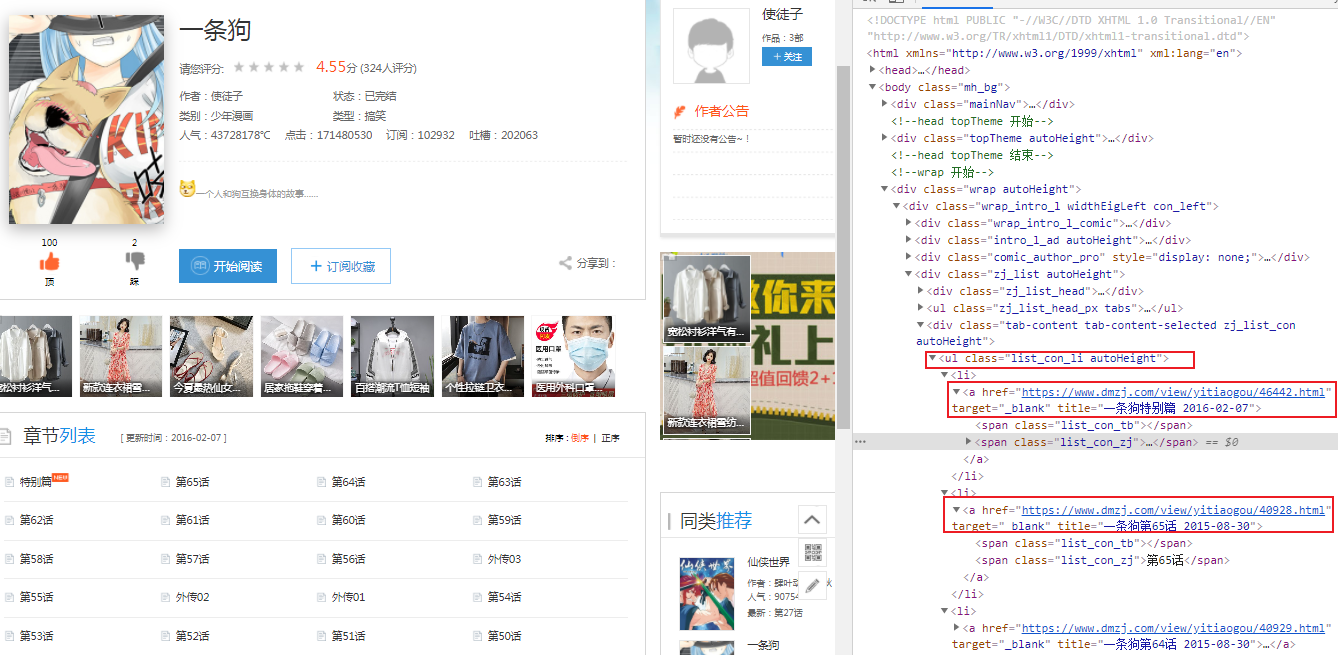 一条狗
请您评分: 4.55分 (324人评分)
作者：使徒子 状态：已完结
类别：少年漫画 类型：搞笑
人气：43728178℃ 点击：171480530 订阅：102932 吐槽：202063
一个人和狗互换身体的故事......
100 2
顶 踩
开始阅读 + 订阅收藏 分享到：
新款连衣裙雪...
今夏最热仙女...
居家拖鞋穿着...
百搭潮流T恤短袖
个性拉链卫衣...
医用口罩
医用外科口罩...
章节列表 [ 更新时间：2016-02-07 ] 排序：倒序 | 正序
特别篇 NEW 第65话 第64话 第63话
第62话 第61话 第60话 第59话
第58话 第57话 第56话 外传03
第55话 外传02 外传01 第54话
第53话 第52话 第51话 第50话
使徒子
作品：3部
+ 关注
作者公告
暂时还没有公告~！
宽松衬衫洋气有...
新款连衣裙雪纺...
邀你来
礼上
超值回馈2+
同类推荐
仙侠世界
人气：90754
最新：第27话
一条狗
<!DOCTYPE html PUBLIC "-//W3C//DTD XHTML 1.0 Transitional//EN"
"http://www.w3.org/TR/xhtml1/DTD/xhtml1-transitional.dtd">
<html xmlns="http://www.w3.org/1999/xhtml" xml:lang="en">
<head>…</head>
<body class="mh_bg">
<div class="mainNav">…</div>
<!--head topTheme 开始-->
<div class="topTheme autoHeight">…</div>
<!--head topTheme 结束-->
<!--wrap 开始-->
<div class="wrap autoHeight">
<div class="wrap_intro_l widthEigLeft con_left">
<div class="wrap_intro_l_comic">…</div>
<div class="intro_l_ad autoHeight">…</div>
<div class="comic_author_pro" style="display: none;">…</div>
<div class="zj_list autoHeight">
<div class="zj_list_head">…</div>
<ul class="zj_list_head_px tabs">…</ul>
<div class="tab-content tab-content-selected zj_list_con
autoHeight">
<ul class="list_con_li autoHeight">
<li>
<a href="https://www.dmzj.com/view/yitiaogou/46442.html"
target="_blank" title="一条狗特别篇 2016-02-07">
<span class="list_con_tb"></span>
<span class="list_con_zj">…</span> == $0
</a>
</li>
<li>
<a href="https://www.dmzj.com/view/yitiaogou/40928.html"
target="_blank" title="一条狗第65话 2015-08-30">
<span class="list_con_tb"></span>
<span class="list_con_zj">第65话</span>
</a>
</li>
<li>
<a href="https://www.dmzj.com/view/yitiaogou/40929.html"
target="_blank" title="一条狗第64话 2015-08-30">…</a>